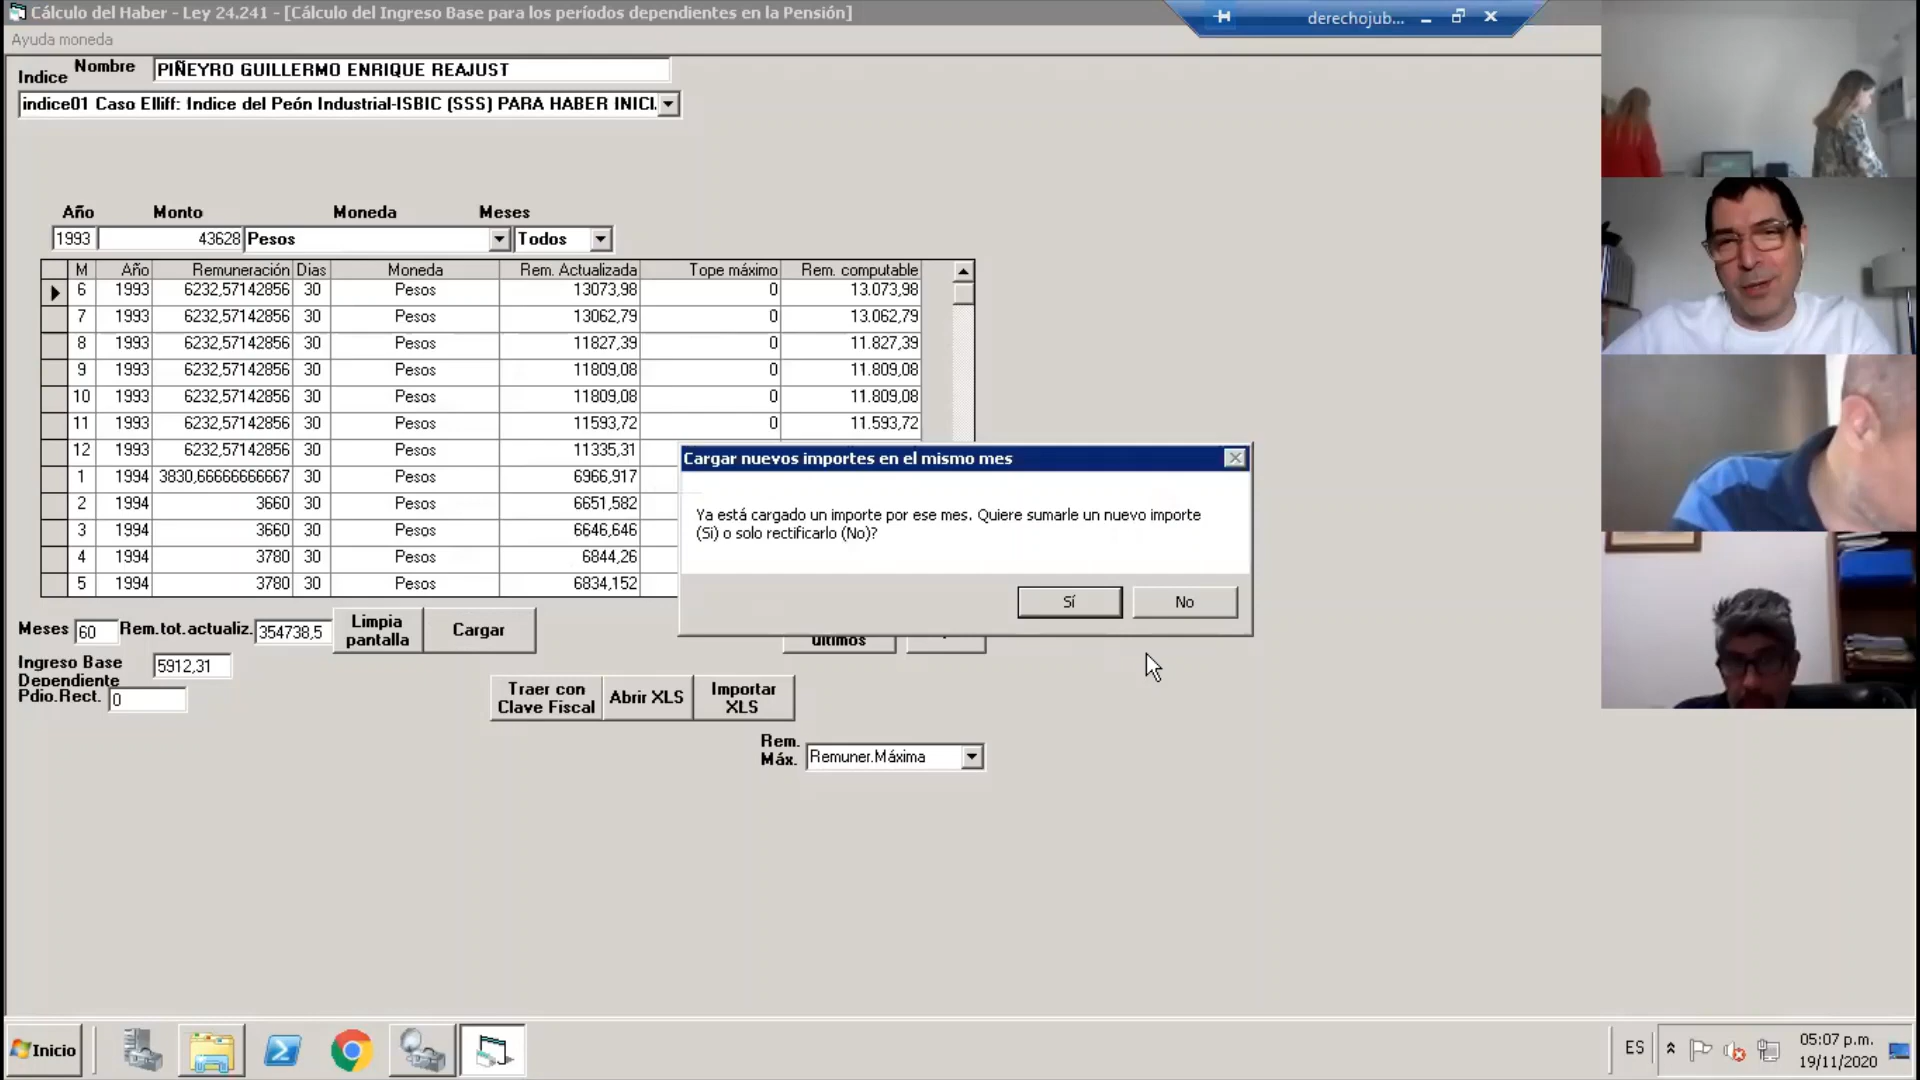 Cálculo del Haber - Ley 24.241 - [Cálculo del Ingreso Base para los períodos dependientes en la Pensión]
derechojub...
Ayuda moneda
Indice Nombre PIÑEYRO GUILLERMO ENRIQUE REAJUST
indice01 Caso Elliff: Indice del Peón Industrial-ISBIC (SSS) PARA HABER INICI.
Año Monto Moneda Meses
1993 43628 Pesos Todos
M Año Remuneración Dias Moneda Rem. Actualizada Tope máximo Rem. computable
6 1993 6232,57142856 30 Pesos 13073,98 0 13.073,98
7 1993 6232,57142856 30 Pesos 13062,79 0 13.062,79
8 1993 6232,57142856 30 Pesos 11827,39 0 11.827,39
9 1993 6232,57142856 30 Pesos 11809,08 0 11.809,08
10 1993 6232,57142856 30 Pesos 11809,08 0 11.809,08
11 1993 6232,57142856 30 Pesos 11593,72 0 11.593,72
12 1993 6232,57142856 30 Pesos 11335,31
1 1994 3830,66666666667 30 Pesos 6966,917
2 1994 3660 30 Pesos 6651,582
3 1994 3660 30 Pesos 6646,646
4 1994 3780 30 Pesos 6844,26
5 1994 3780 30 Pesos 6834,152
Cargar nuevos importes en el mismo mes
Ya está cargado un importe por ese mes. Quiere sumarle un nuevo importe
(Si) o solo rectificarlo (No)?
Sí No
Meses 60 Rem.tot.actualiz. 354738,5 Limpia pantalla Cargar
últimos
Ingreso Base
Dependiente 5912,31
Pdio.Rect. 0
Traer con Clave Fiscal Abrir XLS Importar XLS
Rem. Máx. Remuner.Máxima
Inicio
ES
05:07 p.m.
19/11/2020